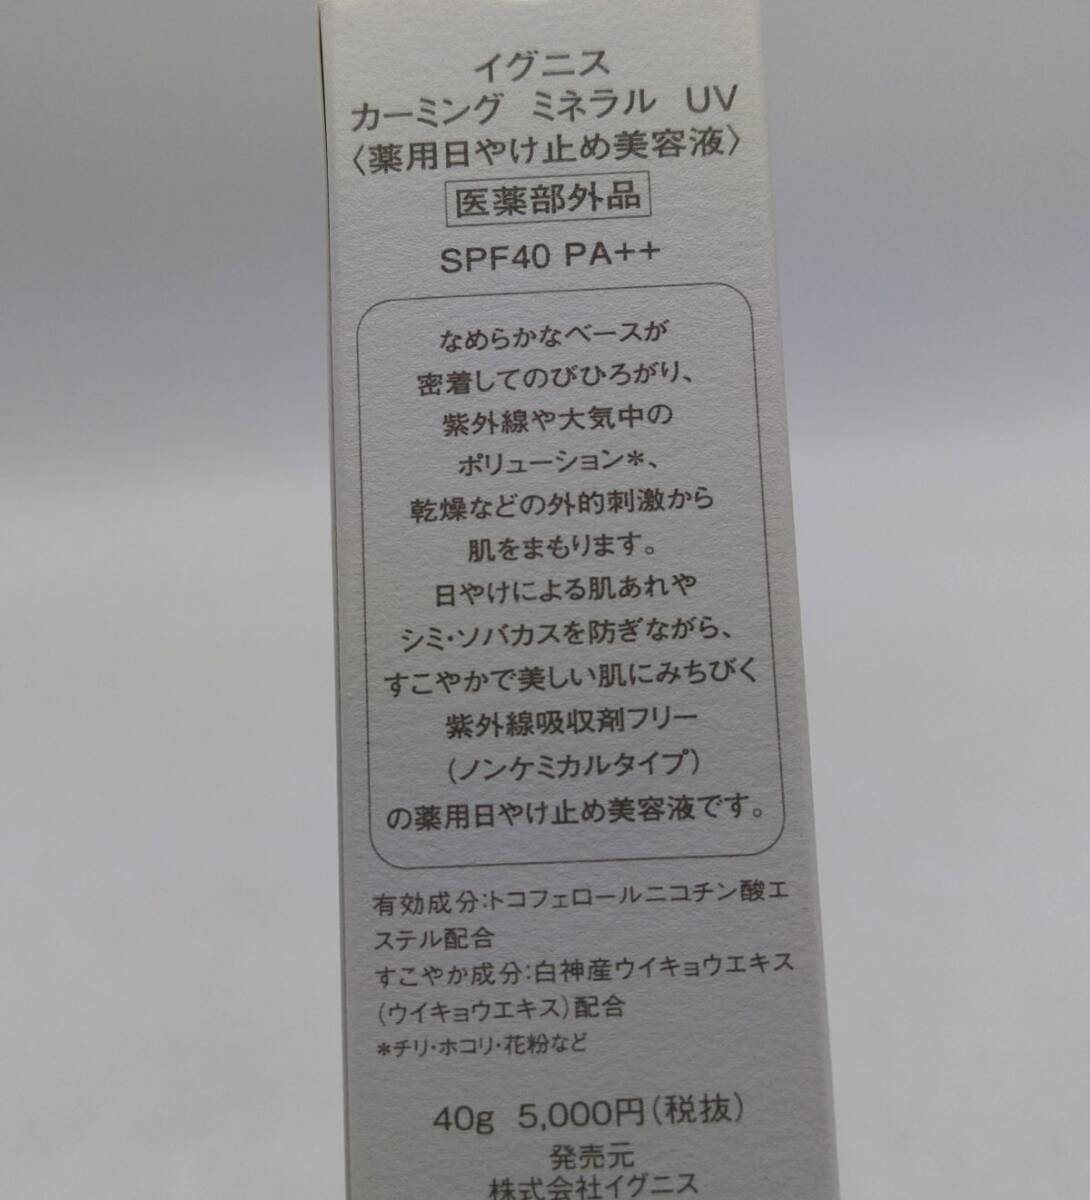 イグニス
カーミング ミネラル UV
〈薬用日やけ止め美容液〉
医薬部外品
SPF40 PA++
なめらかなベースが
密着してのびひろがり、
紫外線や大気中の
ポリューション＊、
乾燥などの外的刺激から
肌をまもります。
日やけによる肌あれや
シミ・ソバカスを防ぎながら、
すこやかで美しい肌にみちびく
紫外線吸収剤フリー
(ノンケミカルタイプ)
の薬用日やけ止め美容液です。
有効成分：トコフェロールニコチン酸エ
ステル配合
すこやか成分：白神産ウイキョウエキス
(ウイキョウエキス)配合
＊チリ・ホコリ・花粉など
40g 5,000円(税抜)
発売元
株式会社イグニス